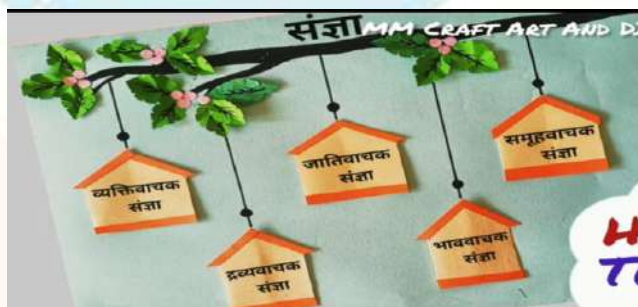 संज्ञा
MM CRAFT ART AND
व्यक्तिवाचक
संज्ञा
द्रव्यवाचक
संज्ञा
जातिवाचक
संज्ञा
भाववाचक
संज्ञा
समूहवाचक
संज्ञा